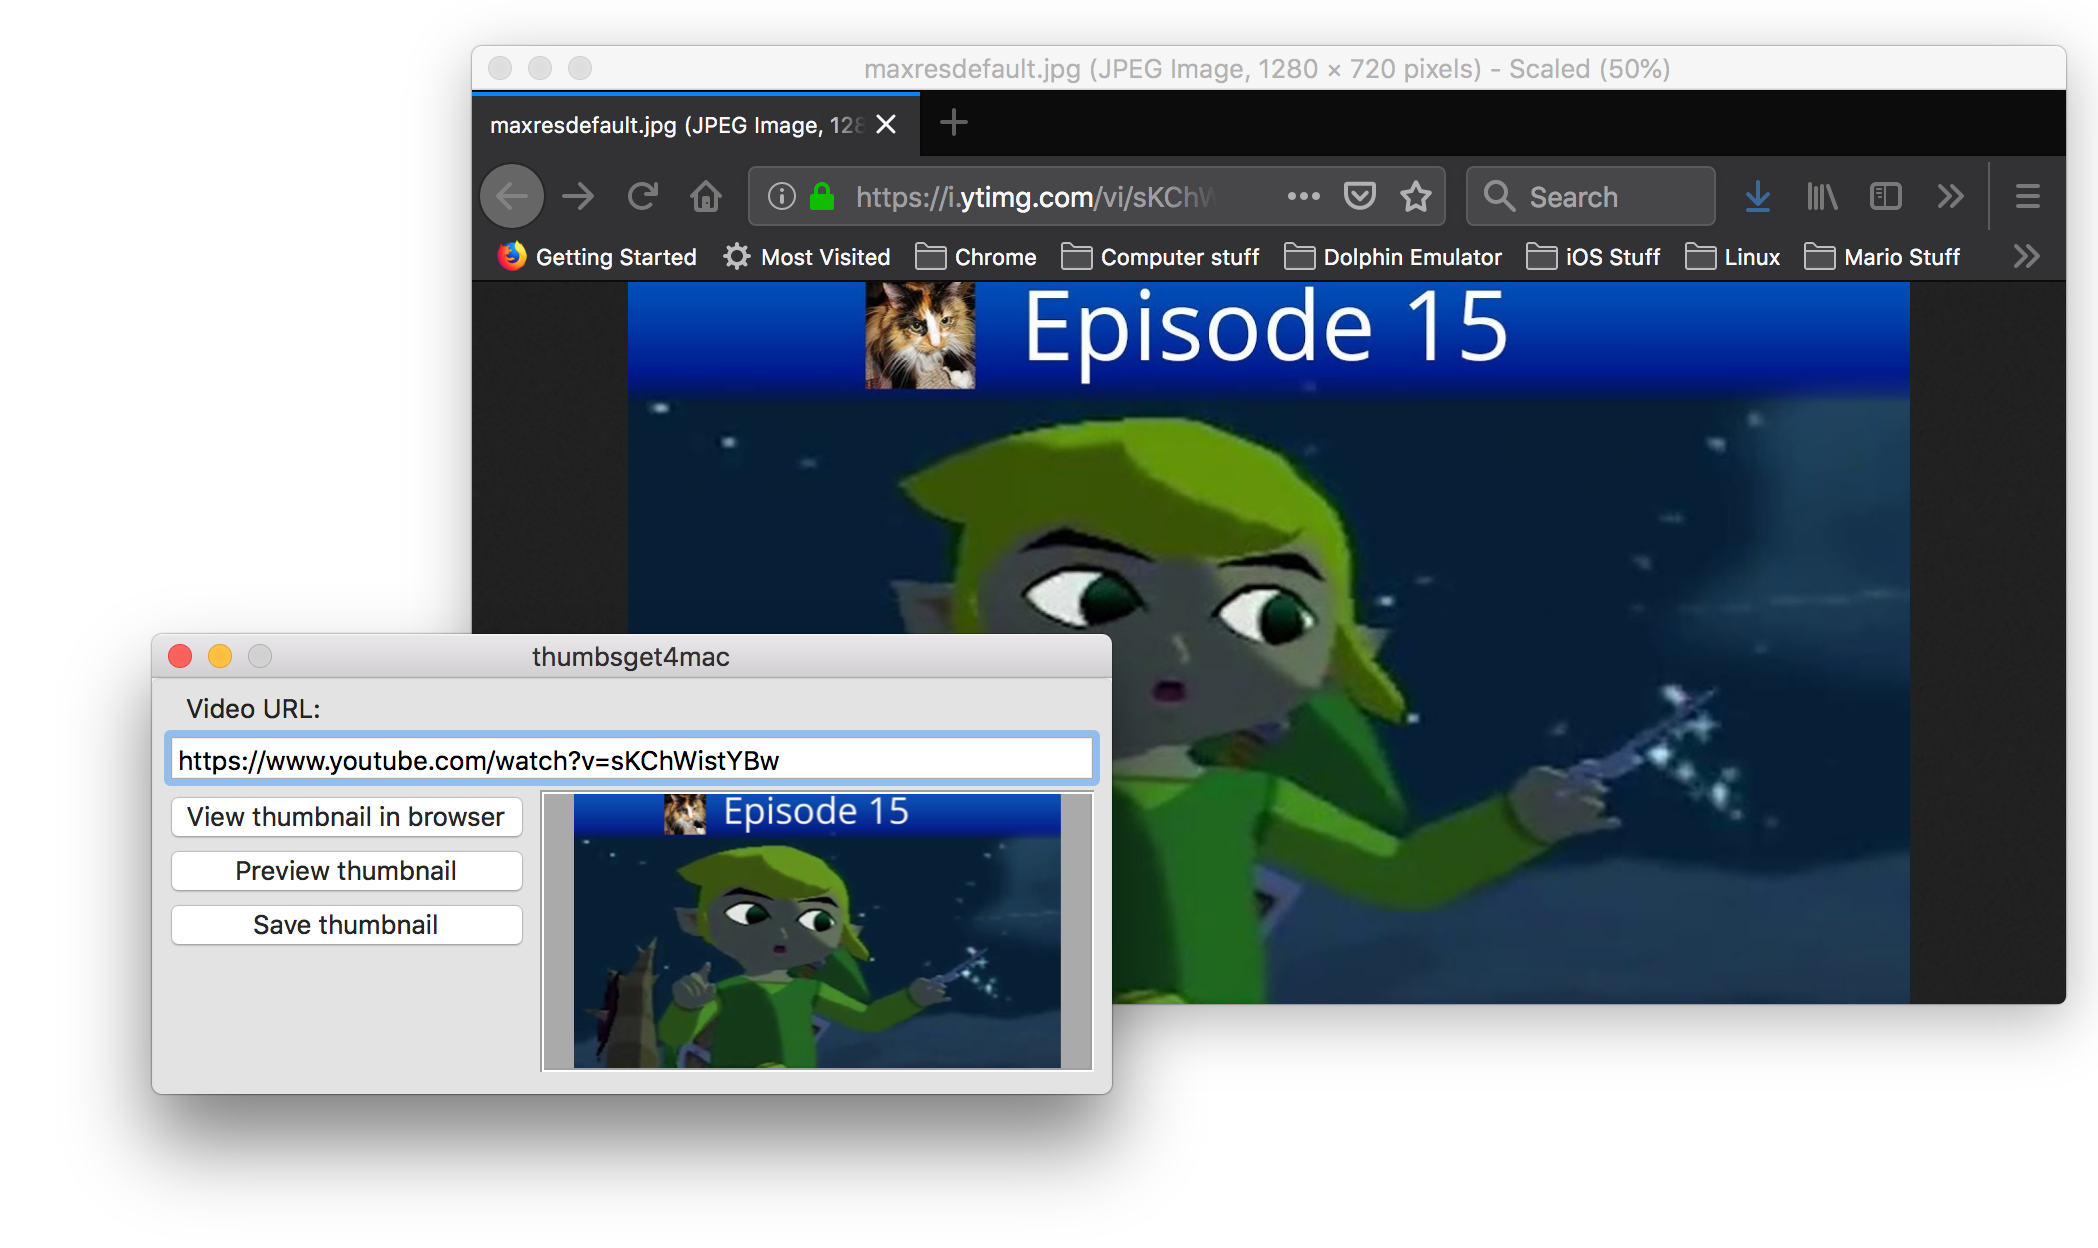 maxresdefault.jpg (JPEG Image, 1280 × 720 pixels) - Scaled (50%)
maxresdefault.jpg (JPEG Image, 128
https://i.ytimg.com/vi/sKChW
Search
Getting Started
Most Visited
Chrome
Computer stuff
Dolphin Emulator
iOS Stuff
Linux
Mario Stuff
Episode 15
thumbsget4mac
Video URL:
https://www.youtube.com/watch?v=sKChWistYBw
View thumbnail in browser
Preview thumbnail
Save thumbnail
Episode 15